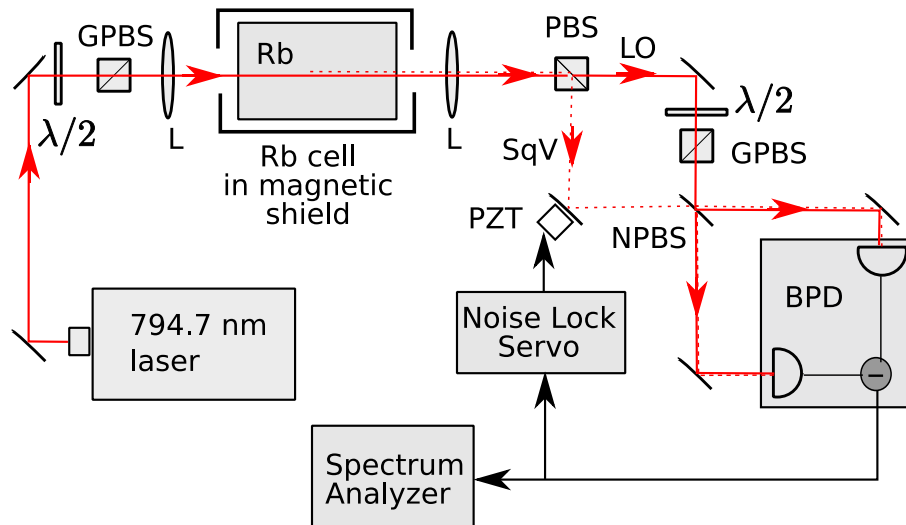 GPBS
Rb
PBS
LO
λ/2
L
L
λ/2
Rb cell
in magnetic
shield
SqV
GPBS
PZT
NPBS
BPD
794.7 nm
laser
Noise Lock
Servo
−
Spectrum
Analyzer